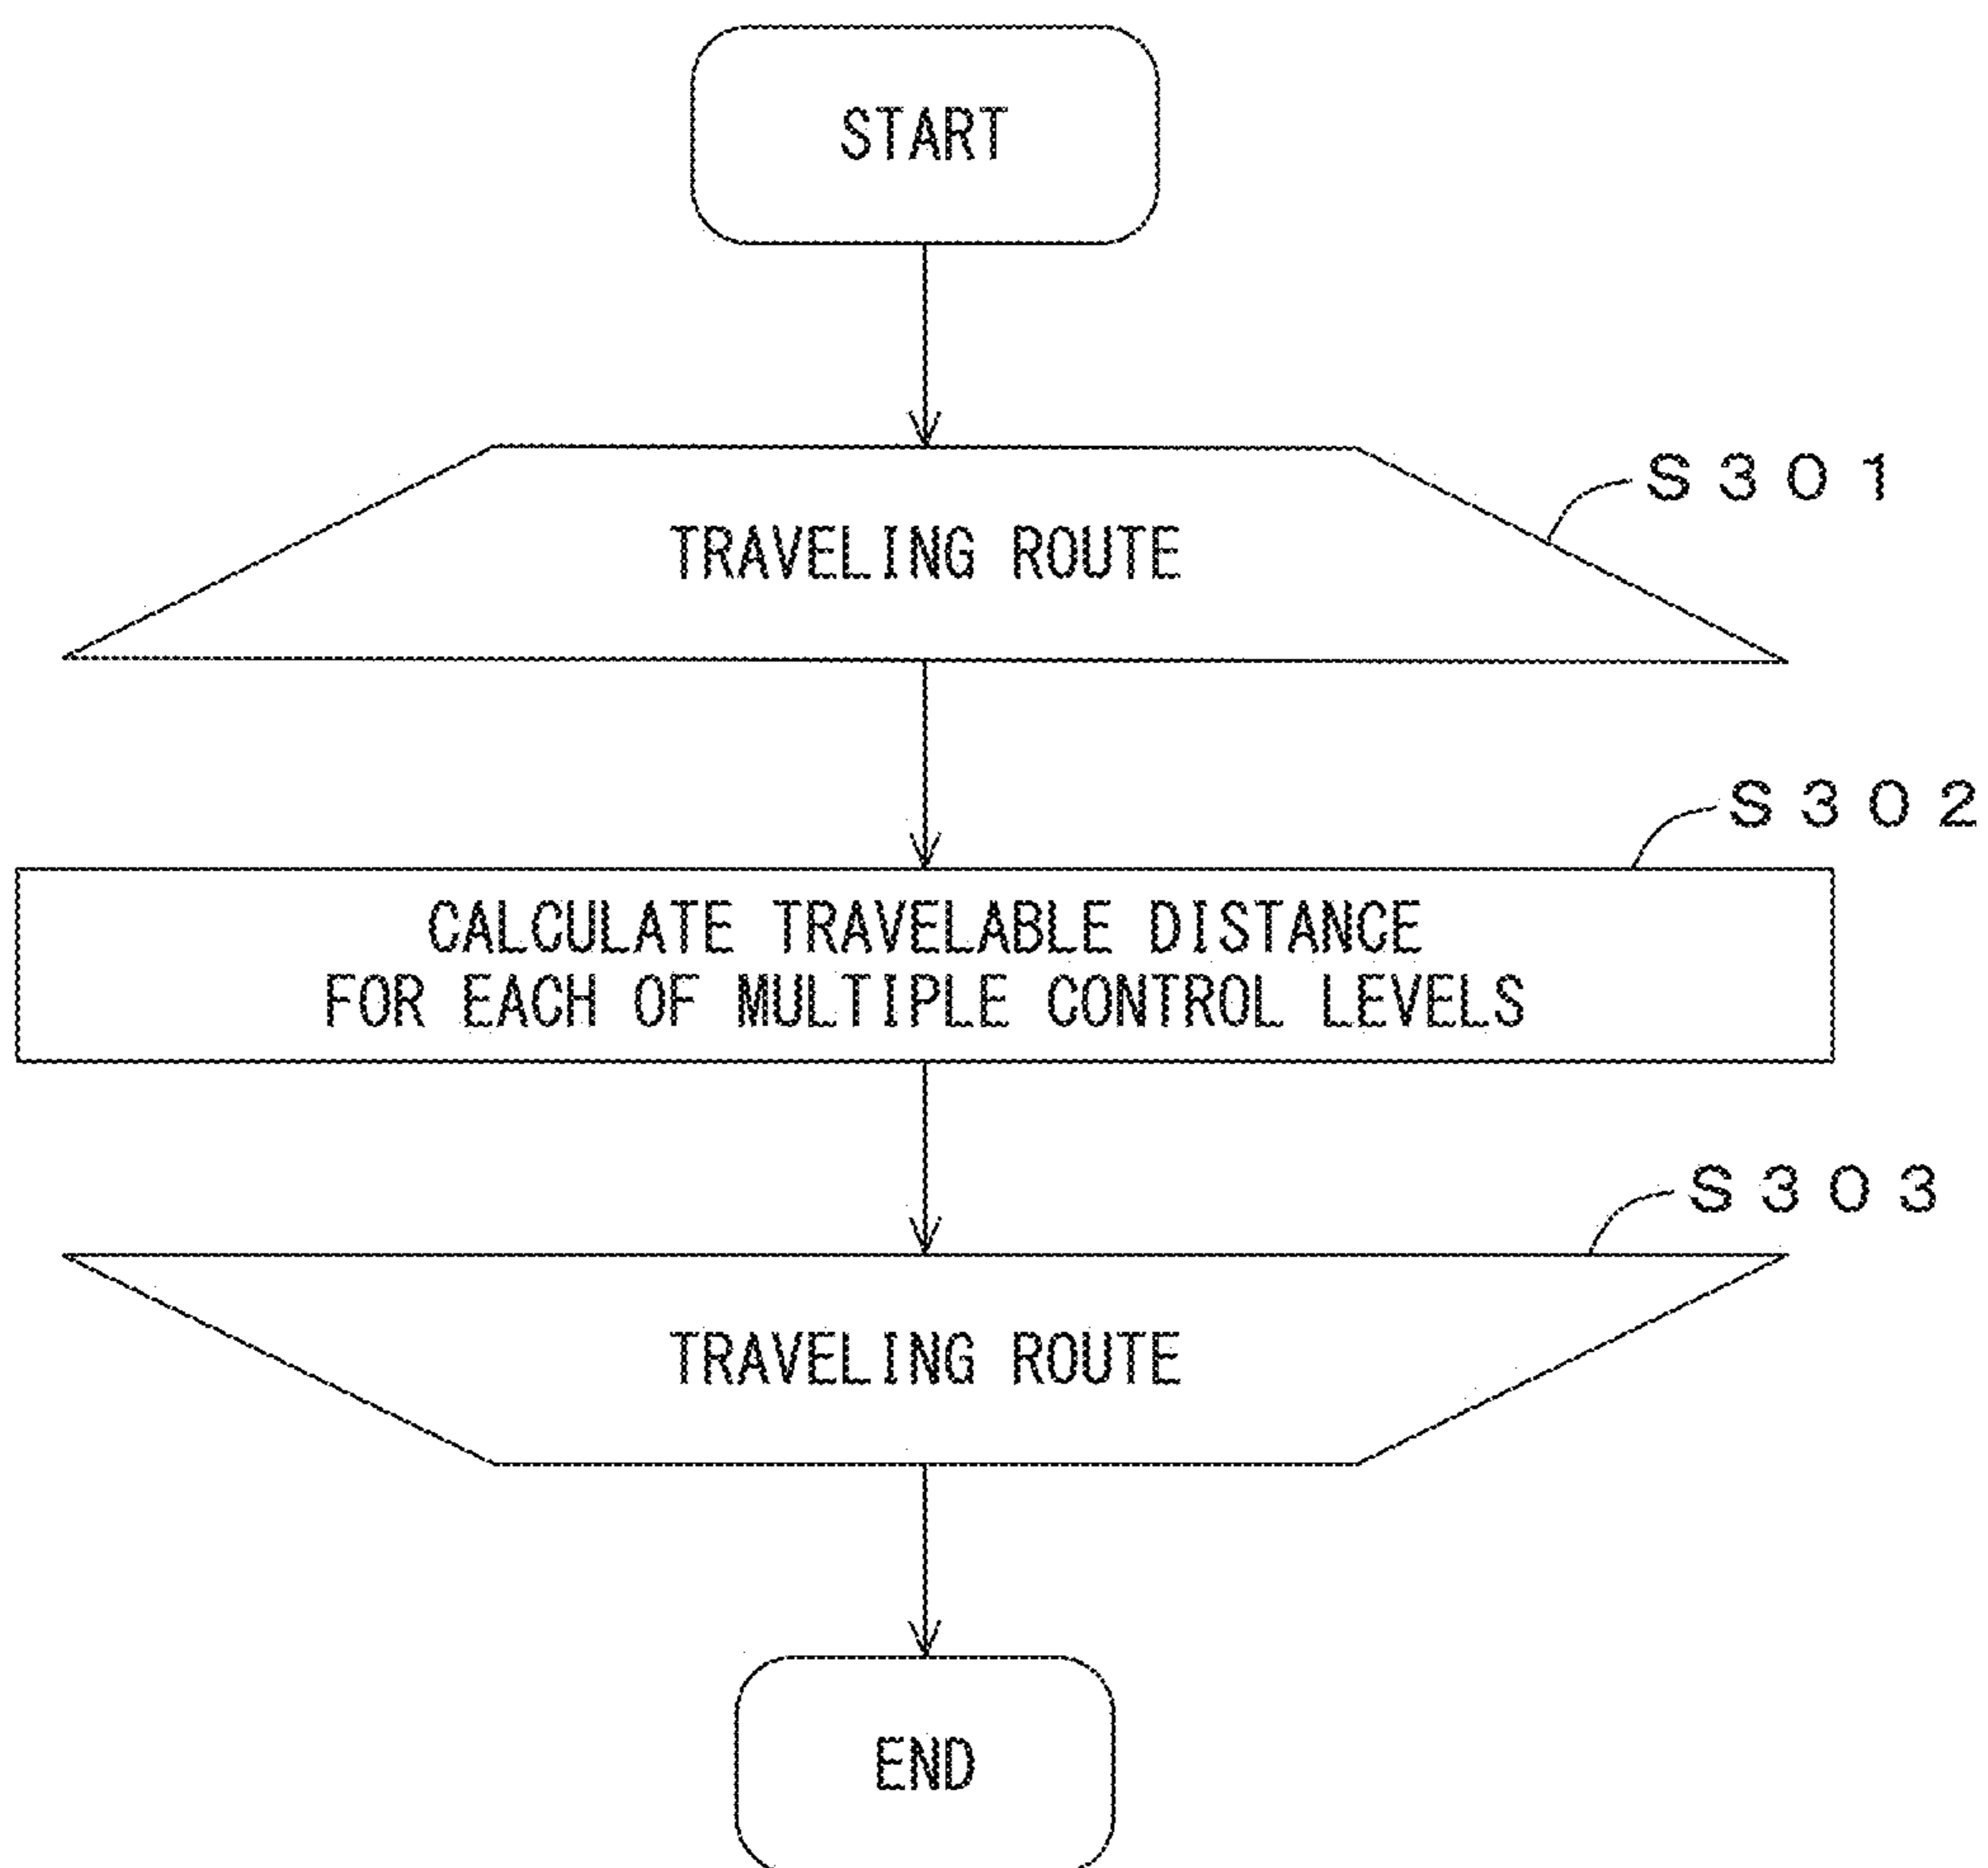 START
S301
TRAVELING ROUTE
S302
CALCULATE TRAVELABLE DISTANCE
FOR EACH OF MULTIPLE CONTROL LEVELS
S303
TRAVELING ROUTE
END